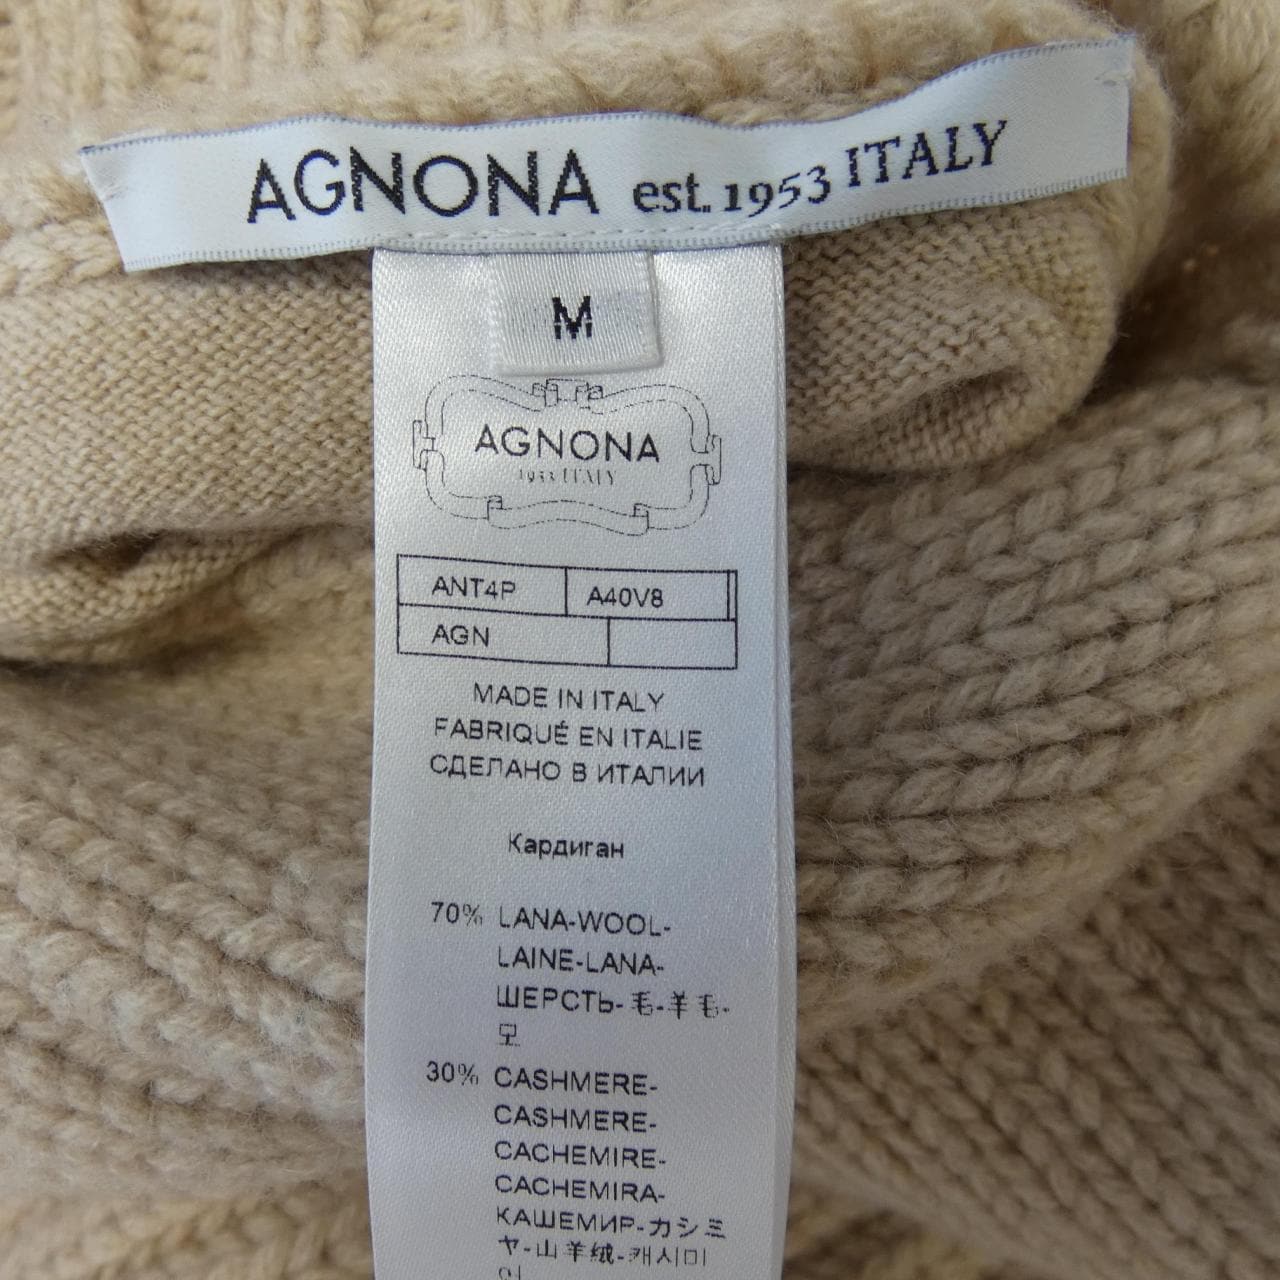 AGNONA est. 1953 ITALY
M
AGNONA
1953 ITALY
ANT4P A40V8
AGN
MADE IN ITALY
FABRIQUÉ EN ITALIE
СДЕЛАНО В ИТАЛИИ
Кардиган
70% LANA-WOOL-
LAINE-LANA-
ШЕРСТЬ-毛-羊毛-
모
30% CASHMERE-
CASHMERE-
CACHEMIRE-
CACHEMIRA-
КАШЕМИР-カシミ
ヤ-山羊绒-캐시미